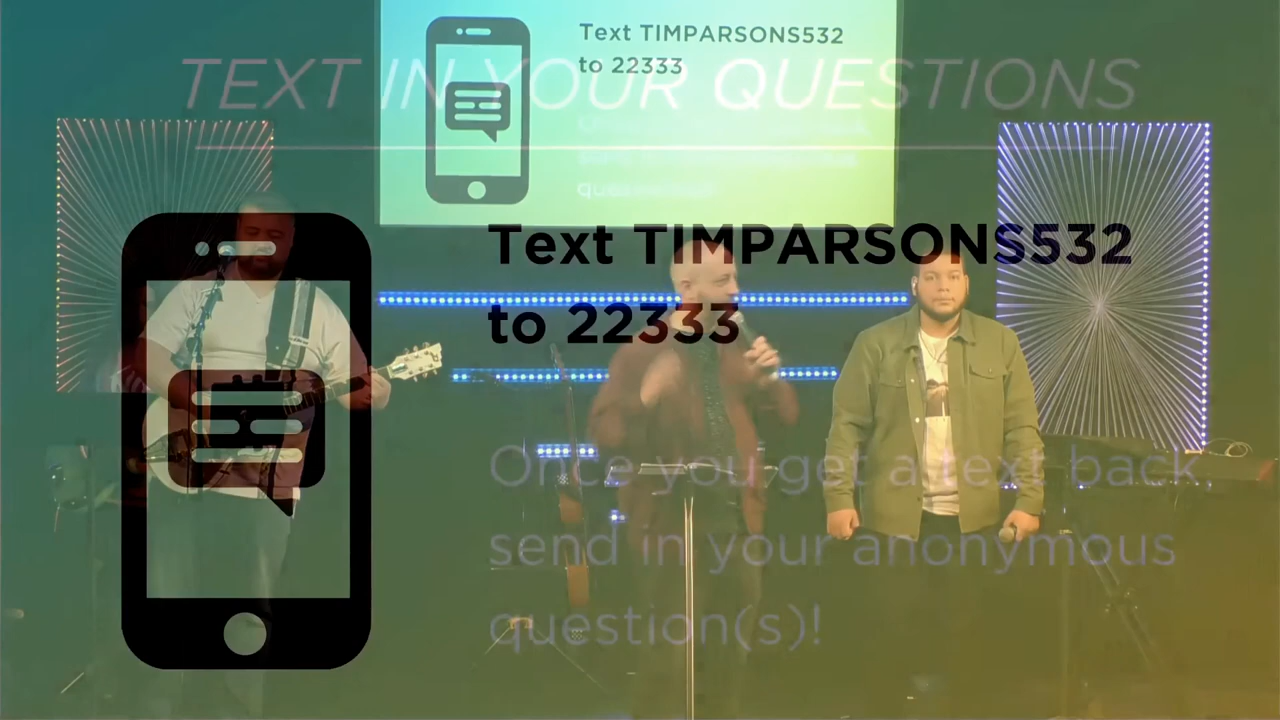 Text TIMPARSONS532
to 22333
TEXT IN YOUR QUESTIONS
Text TIMPARSONS532
to 22333
Once you get a text back,
send in your anonymous
question(s)!